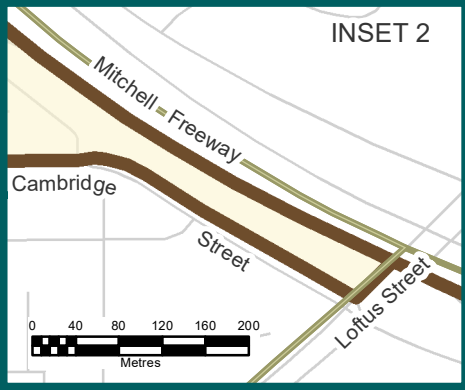 INSET 2
Mitchell Freeway
Cambridge
Street
Loftus Street
0 40 80 120 160 200
Metres